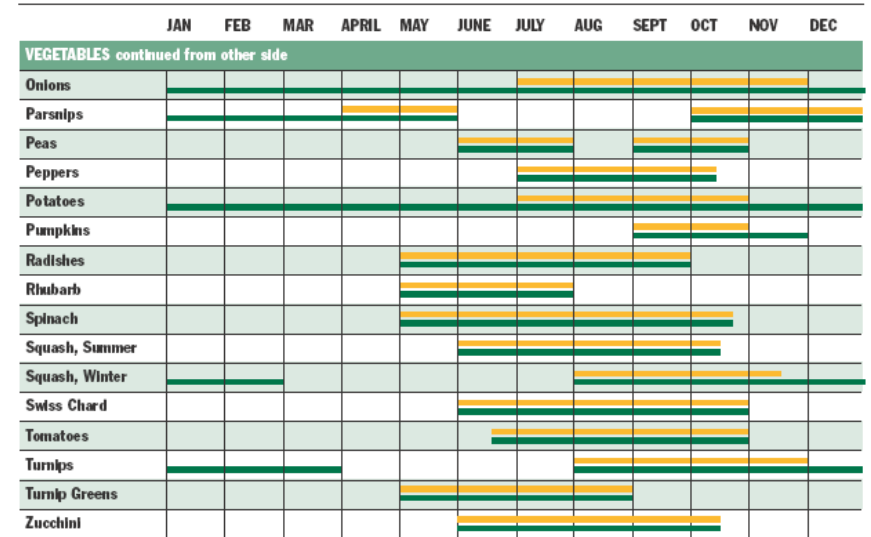 JAN FEB MAR APRIL MAY JUNE JULY AUG SEPT OCT NOV DEC
VEGETABLES continued from other side
Onions
Parsnips
Peas
Peppers
Potatoes
Pumpkins
Radishes
Rhubarb
Spinach
Squash, Summer
Squash, Winter
Swiss Chard
Tomatoes
Turnips
Turnip Greens
Zucchini